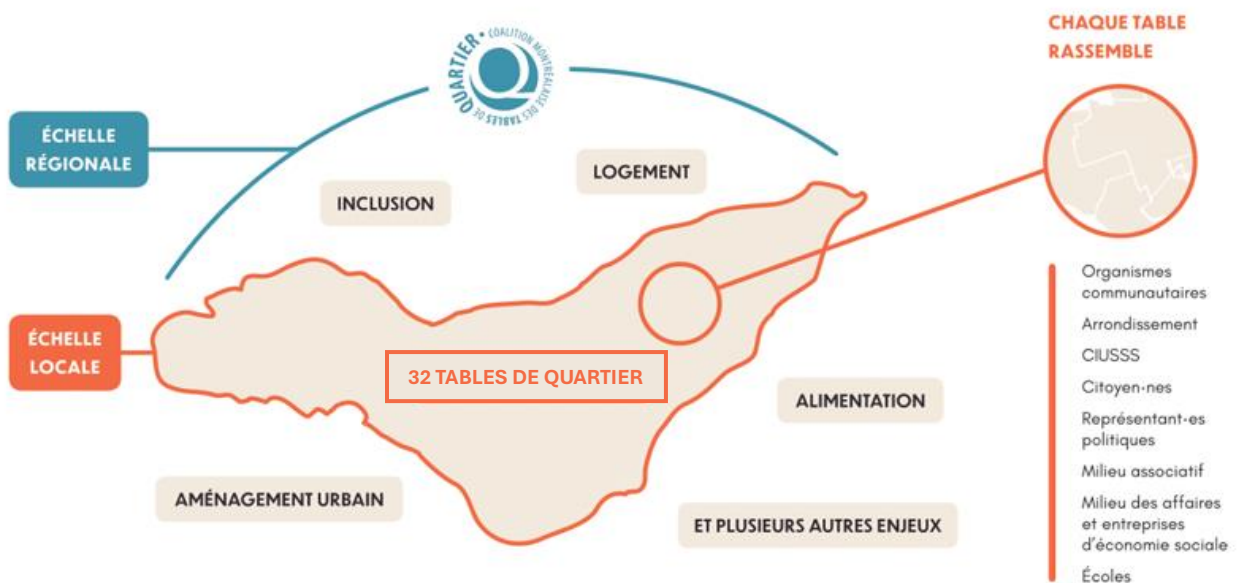 CHAQUE TABLE
RASSEMBLE
COALITION MONTRÉALAISE DES TABLES DE QUARTIER
ÉCHELLE
RÉGIONALE
LOGEMENT
INCLUSION
ÉCHELLE
LOCALE
32 TABLES DE QUARTIER
ALIMENTATION
AMÉNAGEMENT URBAIN
ET PLUSIEURS AUTRES ENJEUX
Organismes
communautaires
Arrondissement
CIUSSS
Citoyen·nes
Représentant·es
politiques
Milieu associatif
Milieu des affaires
et entreprises
d'économie sociale
Écoles